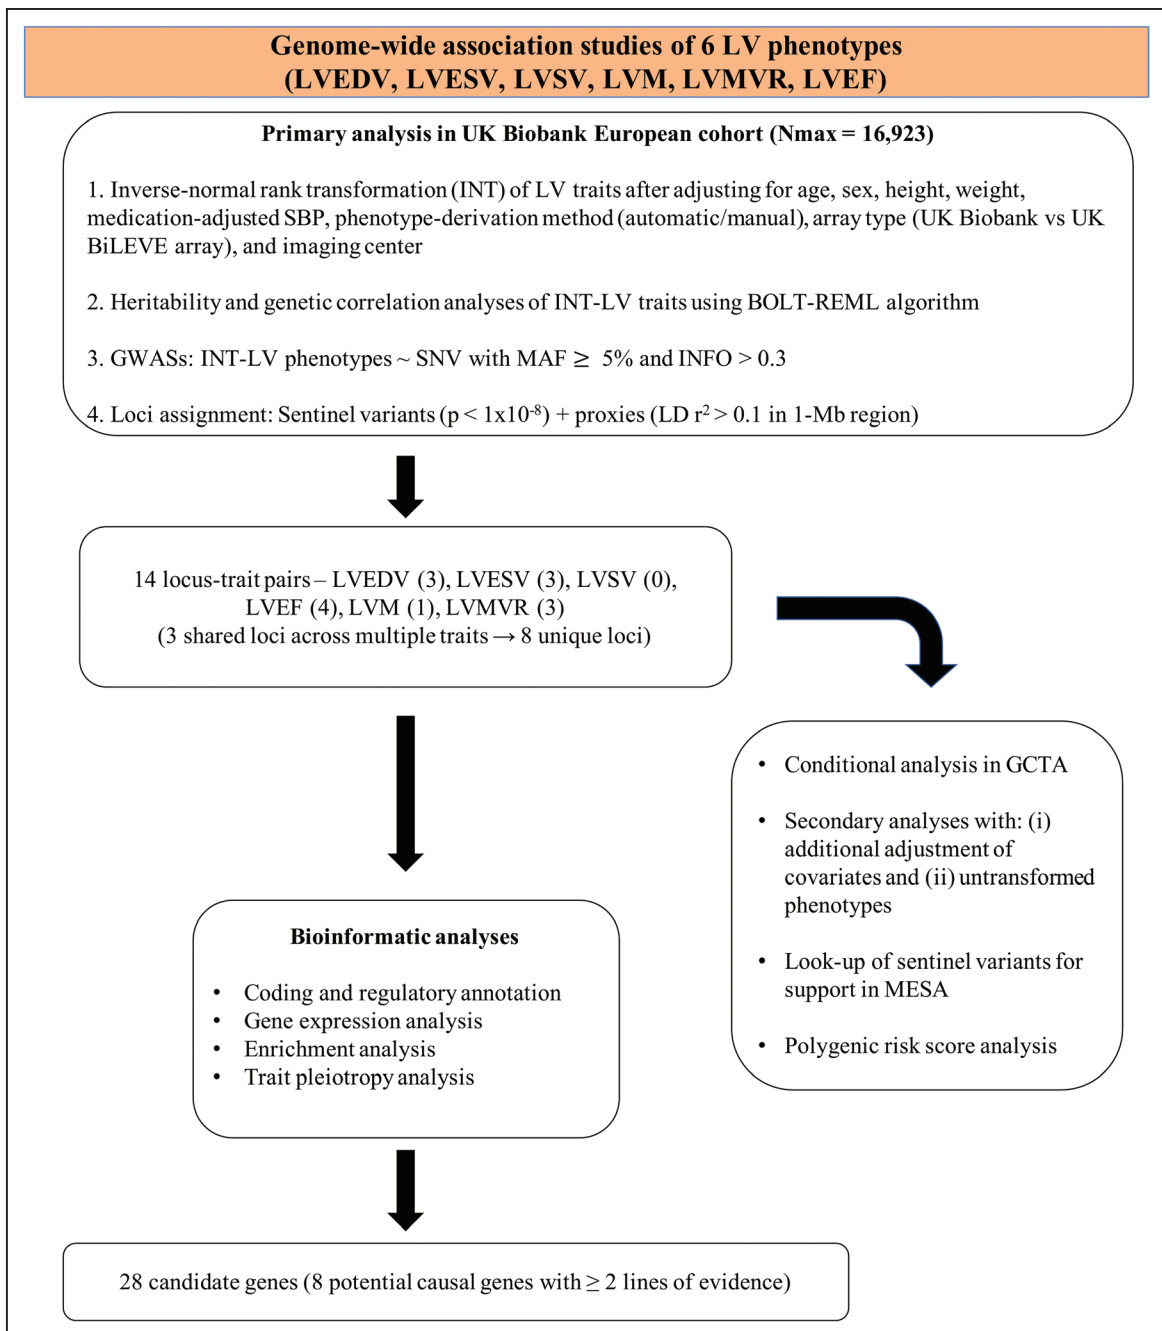 Genome-wide association studies of 6 LV phenotypes
(LVEDV, LVESV, LVSV, LVM, LVMVR, LVEF)
Primary analysis in UK Biobank European cohort (Nmax = 16,923)
1. Inverse-normal rank transformation (INT) of LV traits after adjusting for age, sex, height, weight,
medication-adjusted SBP, phenotype-derivation method (automatic/manual), array type (UK Biobank vs UK
BiLEVE array), and imaging center
2. Heritability and genetic correlation analyses of INT-LV traits using BOLT-REML algorithm
3. GWASs: INT-LV phenotypes ~ SNV with MAF ≥ 5% and INFO > 0.3
4. Loci assignment: Sentinel variants (p < 1x10⁻⁸) + proxies (LD r² > 0.1 in 1-Mb region)
14 locus-trait pairs – LVEDV (3), LVESV (3), LVSV (0),
LVEF (4), LVM (1), LVMVR (3)
(3 shared loci across multiple traits → 8 unique loci)
• Conditional analysis in GCTA
• Secondary analyses with: (i)
additional adjustment of
covariates and (ii) untransformed
phenotypes
• Look-up of sentinel variants for
support in MESA
• Polygenic risk score analysis
Bioinformatic analyses
• Coding and regulatory annotation
• Gene expression analysis
• Enrichment analysis
• Trait pleiotropy analysis
28 candidate genes (8 potential causal genes with ≥ 2 lines of evidence)